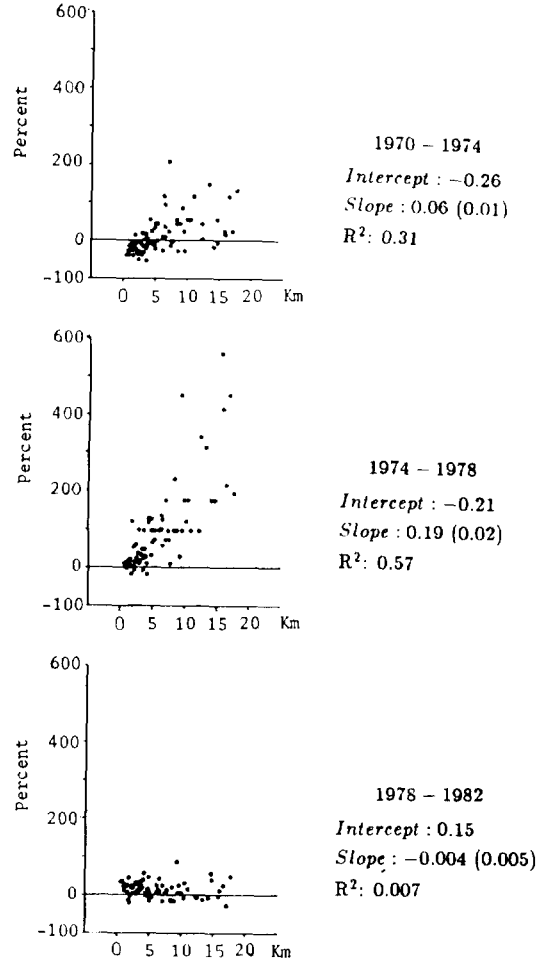 600
400
200
0
-100
Percent
0 5 10 15 20 Km
1970 – 1974
Intercept : −0.26
Slope : 0.06 (0.01)
R²: 0.31
600
400
200
0
-100
Percent
0 5 10 15 20 Km
1974 – 1978
Intercept : −0.21
Slope : 0.19 (0.02)
R²: 0.57
600
400
200
0
-100
Percent
0 5 10 15 20 Km
1978 – 1982
Intercept : 0.15
Slope : −0.004 (0.005)
R²: 0.007